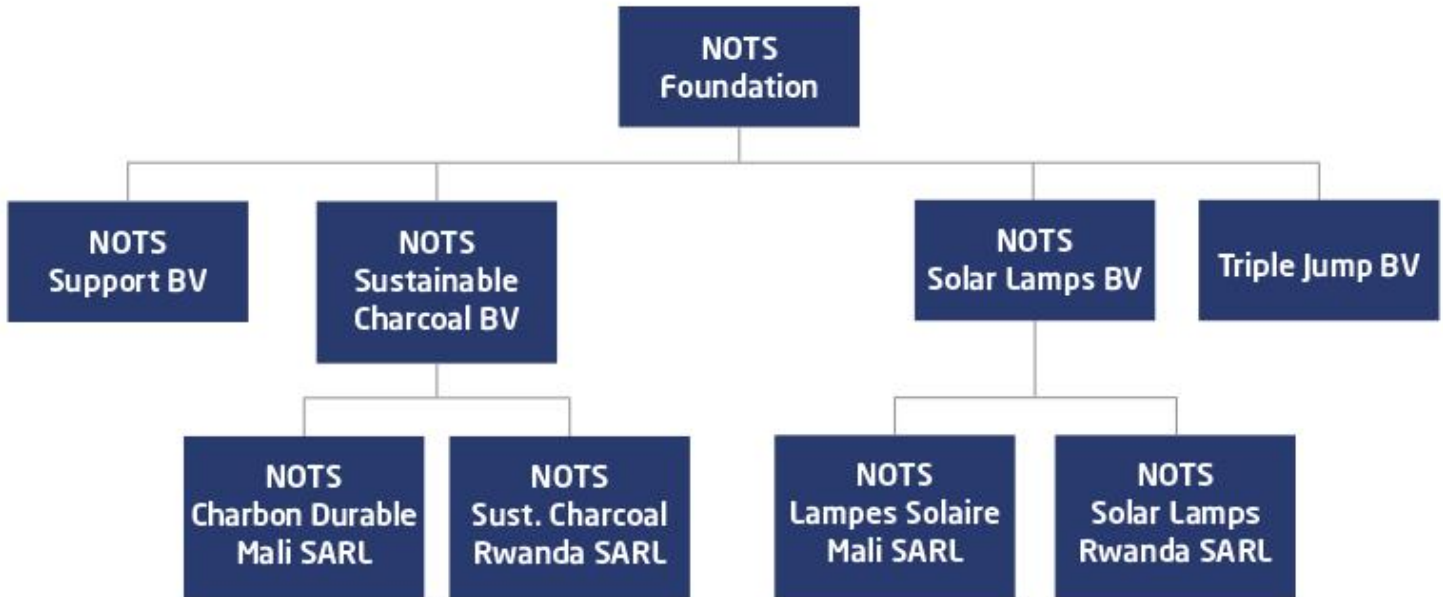 NOTS
Foundation
NOTS
Support BV
NOTS
Sustainable
Charcoal BV
NOTS
Solar Lamps BV
Triple Jump BV
NOTS
Charbon Durable
Mali SARL
NOTS
Sust. Charcoal
Rwanda SARL
NOTS
Lampes Solaire
Mali SARL
NOTS
Solar Lamps
Rwanda SARL